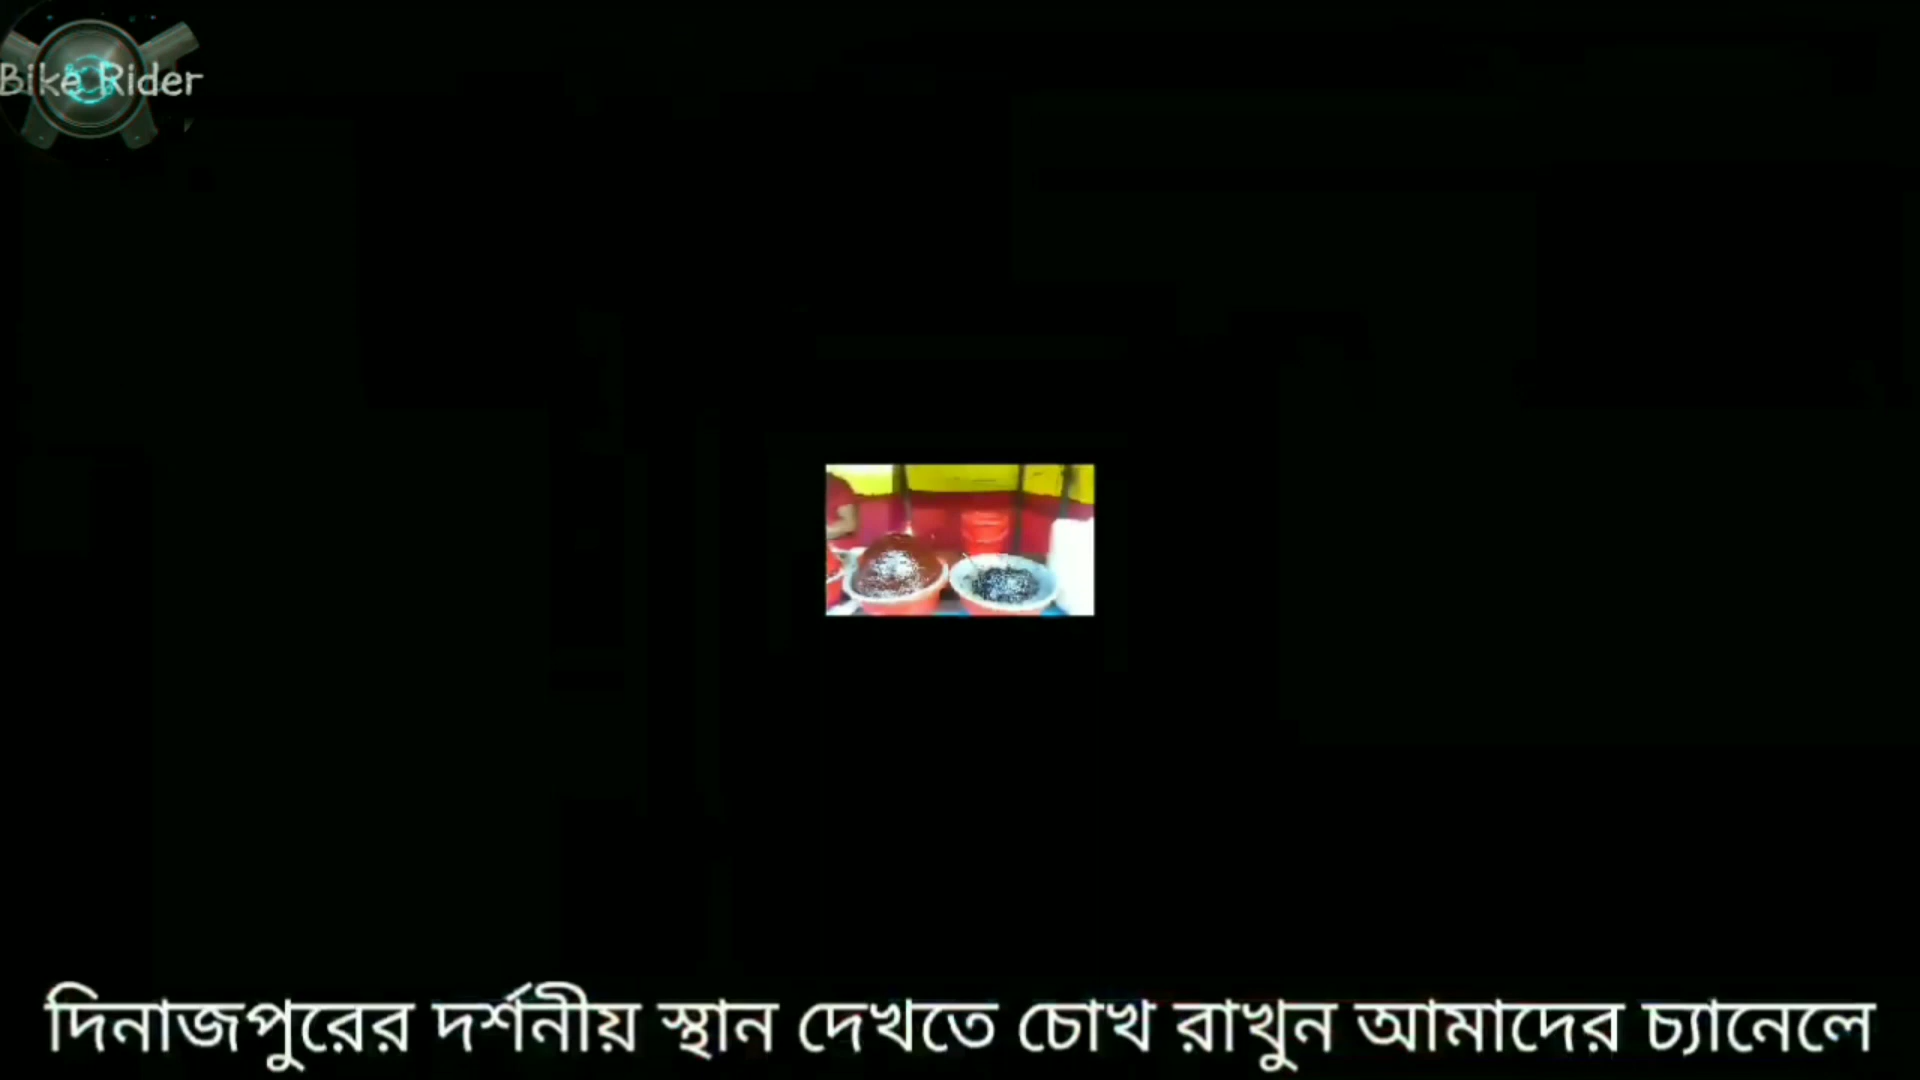 Bike Rider
দিনাজপুরের দর্শনীয় স্থান দেখতে চোখ রাখুন আমাদের চ্যানেলে